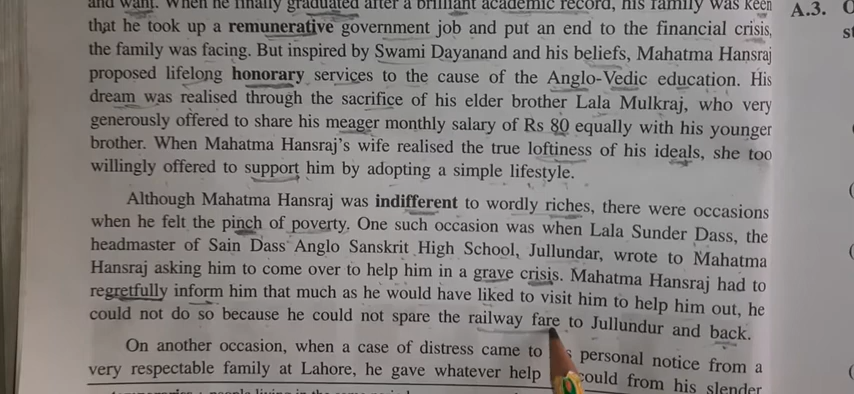 and want. When he finally graduated after a brilliant academic record, his family was keen
that he took up a remunerative government job and put an end to the financial crisis,
the family was facing. But inspired by Swami Dayanand and his beliefs, Mahatma Hansraj
proposed lifelong honorary services to the cause of the Anglo-Vedic education. His
dream was realised through the sacrifice of his elder brother Lala Mulkraj, who very
generously offered to share his meager monthly salary of Rs 80 equally with his younger
brother. When Mahatma Hansraj's wife realised the true loftiness of his ideals, she too
willingly offered to support him by adopting a simple lifestyle.
Although Mahatma Hansraj was indifferent to wordly riches, there were occasions
when he felt the pinch of poverty. One such occasion was when Lala Sunder Dass, the
headmaster of Sain Dass Anglo Sanskrit High School, Jullundar, wrote to Mahatma
Hansraj asking him to come over to help him in a grave crisis. Mahatma Hansraj had to
regretfully inform him that much as he would have liked to visit him to help him out, he
could not do so because he could not spare the railway fare to Jullundur and back.
On another occasion, when a case of distress came to personal notice from a
very respectable family at Lahore, he gave whatever help could from his slender
A.3.